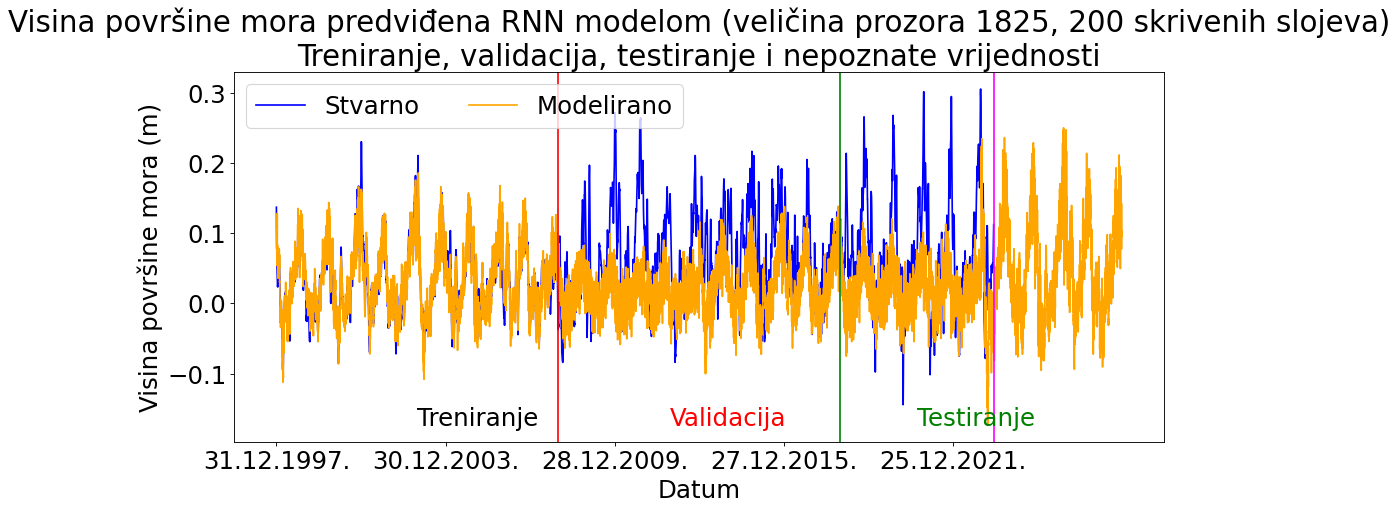 Visina površine mora predviđena RNN modelom (veličina prozora 1825, 200 skrivenih slojeva)
Treniranje, validacija, testiranje i nepoznate vrijednosti
Stvarno
Modelirano
Visina površine mora (m)
0.3
0.2
0.1
0.0
−0.1
Treniranje
Validacija
Testiranje
31.12.1997.
30.12.2003.
28.12.2009.
27.12.2015.
25.12.2021.
Datum